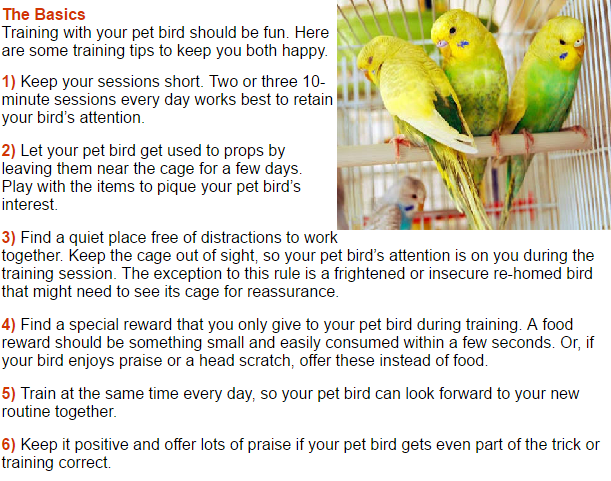 The Basics
Training with your pet bird should be fun. Here
are some training tips to keep you both happy.
1) Keep your sessions short. Two or three 10-
minute sessions every day works best to retain
your bird's attention.
2) Let your pet bird get used to props by
leaving them near the cage for a few days.
Play with the items to pique your pet bird's
interest.
3) Find a quiet place free of distractions to work
together. Keep the cage out of sight, so your pet bird's attention is on you during the
training session. The exception to this rule is a frightened or insecure re-homed bird
that might need to see its cage for reassurance.
4) Find a special reward that you only give to your pet bird during training. A food
reward should be something small and easily consumed within a few seconds. Or, if
your bird enjoys praise or a head scratch, offer these instead of food.
5) Train at the same time every day, so your pet bird can look forward to your new
routine together.
6) Keep it positive and offer lots of praise if your pet bird gets even part of the trick or
training correct.